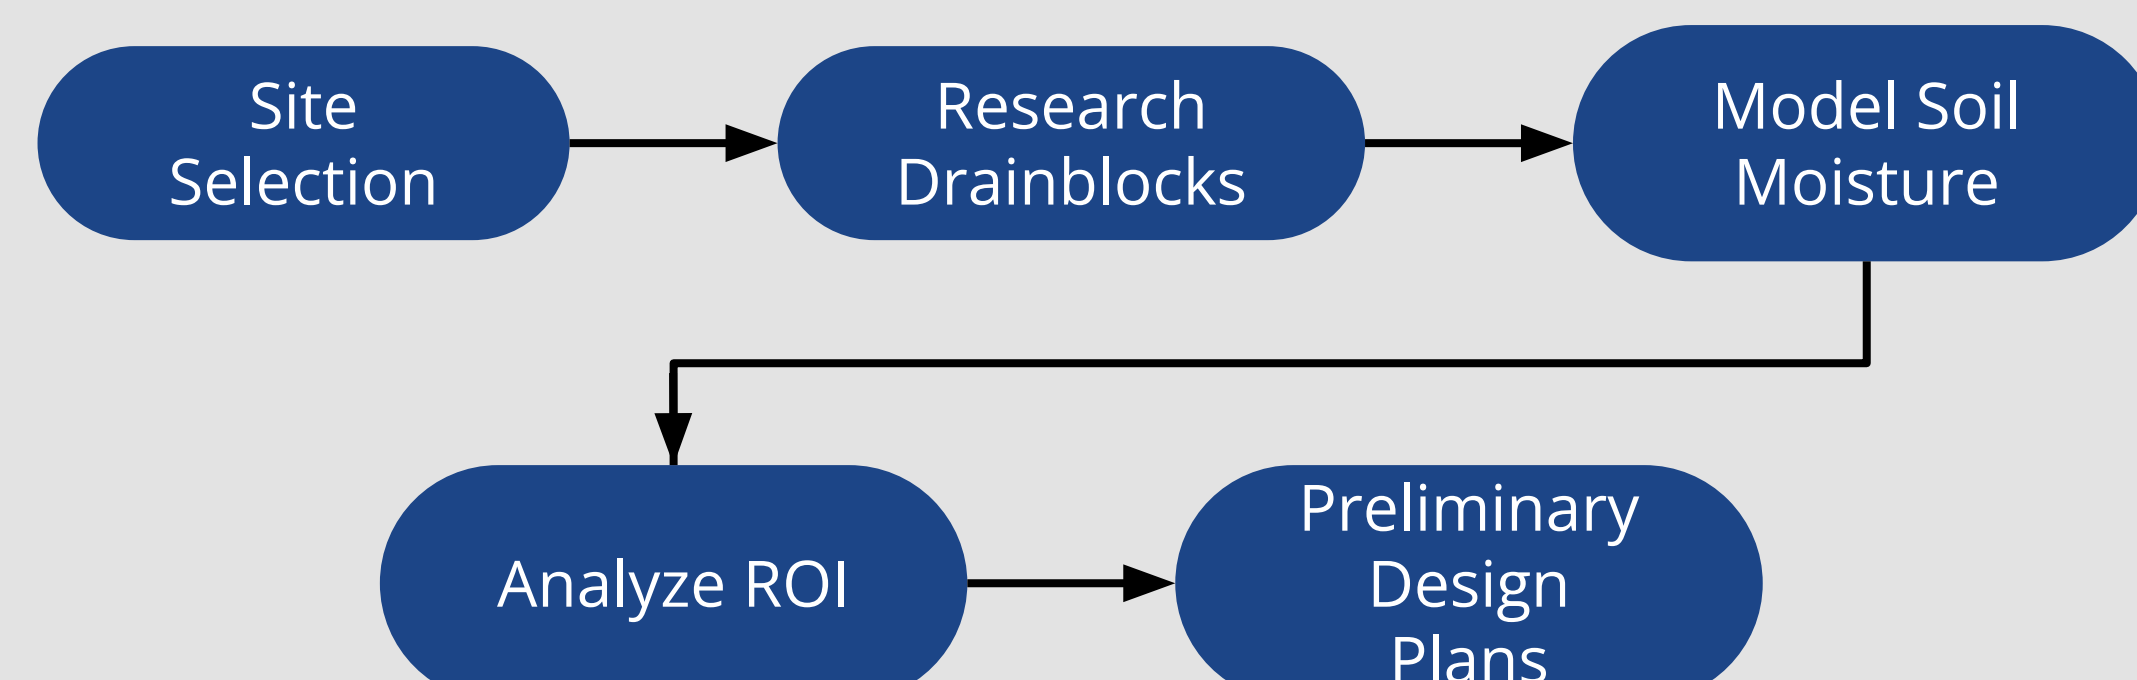 Site
Selection
Research
Drainblocks
Model Soil
Moisture
Analyze ROI
Preliminary
Design
Plans